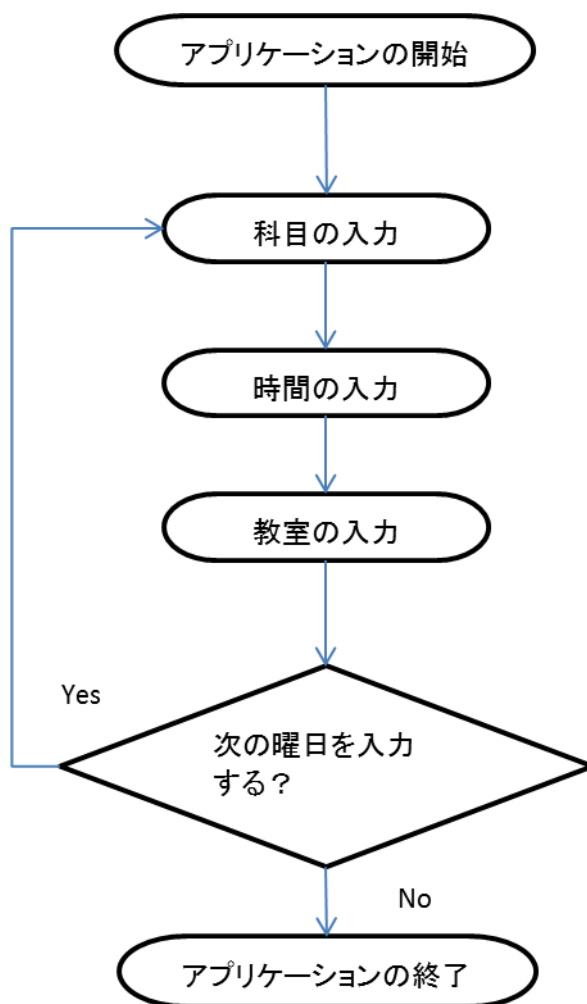 アプリケーションの開始
科目の入力
時間の入力
教室の入力
Yes
次の曜日を入力
する？
No
アプリケーションの終了